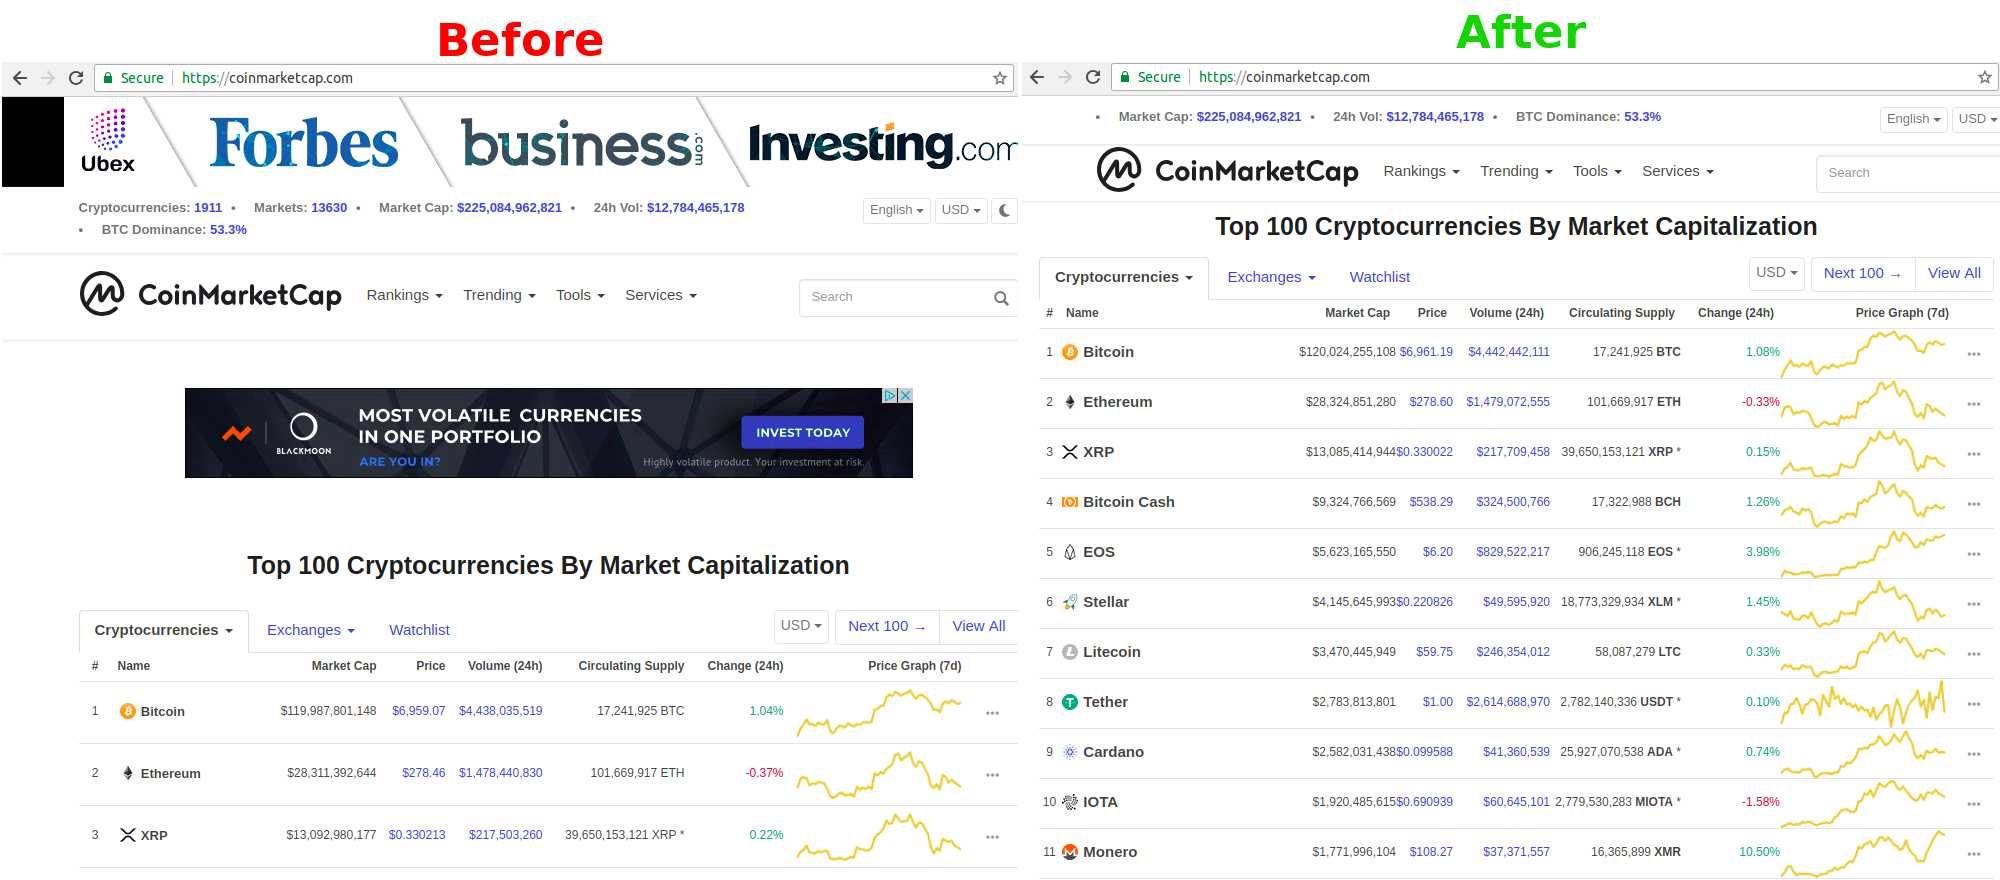 Before
Secure https://coinmarketcap.com
Ubex
Forbes
business.com
Investing.com
Cryptocurrencies: 1911 • Markets: 13630 • Market Cap: $225,084,962,821 • 24h Vol: $12,784,465,178
• BTC Dominance: 53.3%
English USD
CoinMarketCap Rankings Trending Tools Services Search
MOST VOLATILE CURRENCIES
IN ONE PORTFOLIO
BLACKMOON
ARE YOU IN?
INVEST TODAY
Highly volatile product. Your investment at risk.
Top 100 Cryptocurrencies By Market Capitalization
Cryptocurrencies Exchanges Watchlist USD Next 100 → View All
# Name Market Cap Price Volume (24h) Circulating Supply Change (24h) Price Graph (7d)
1 Bitcoin $119,987,801,148 $6,959.07 $4,438,035,519 17,241,925 BTC 1.04%
2 Ethereum $28,311,392,644 $278.46 $1,478,440,830 101,669,917 ETH -0.37%
3 XRP $13,092,980,177 $0.330213 $217,503,260 39,650,153,121 XRP * 0.22%
After
Secure https://coinmarketcap.com
• Market Cap: $225,084,962,821 • 24h Vol: $12,784,465,178 • BTC Dominance: 53.3%
English USD
CoinMarketCap Rankings Trending Tools Services Search
Top 100 Cryptocurrencies By Market Capitalization
Cryptocurrencies Exchanges Watchlist USD Next 100 → View All
# Name Market Cap Price Volume (24h) Circulating Supply Change (24h) Price Graph (7d)
1 Bitcoin $120,024,255,108 $6,961.19 $4,442,442,111 17,241,925 BTC 1.08%
2 Ethereum $28,324,851,280 $278.60 $1,479,072,555 101,669,917 ETH -0.33%
3 XRP $13,085,414,944 $0.330022 $217,709,458 39,650,153,121 XRP * 0.15%
4 Bitcoin Cash $9,324,766,569 $538.29 $324,500,766 17,322,988 BCH 1.26%
5 EOS $5,623,165,550 $6.20 $829,522,217 906,245,118 EOS * 3.98%
6 Stellar $4,145,645,993 $0.220826 $49,595,920 18,773,329,934 XLM * 1.45%
7 Litecoin $3,470,445,949 $59.75 $246,354,012 58,087,279 LTC 0.33%
8 Tether $2,783,813,801 $1.00 $2,614,688,970 2,782,140,336 USDT * 0.10%
9 Cardano $2,582,031,438 $0.099588 $41,360,539 25,927,070,538 ADA * 0.74%
10 IOTA $1,920,485,615 $0.690939 $60,645,101 2,779,530,283 MIOTA * -1.58%
11 Monero $1,771,996,104 $108.27 $37,371,557 16,365,899 XMR 10.50%